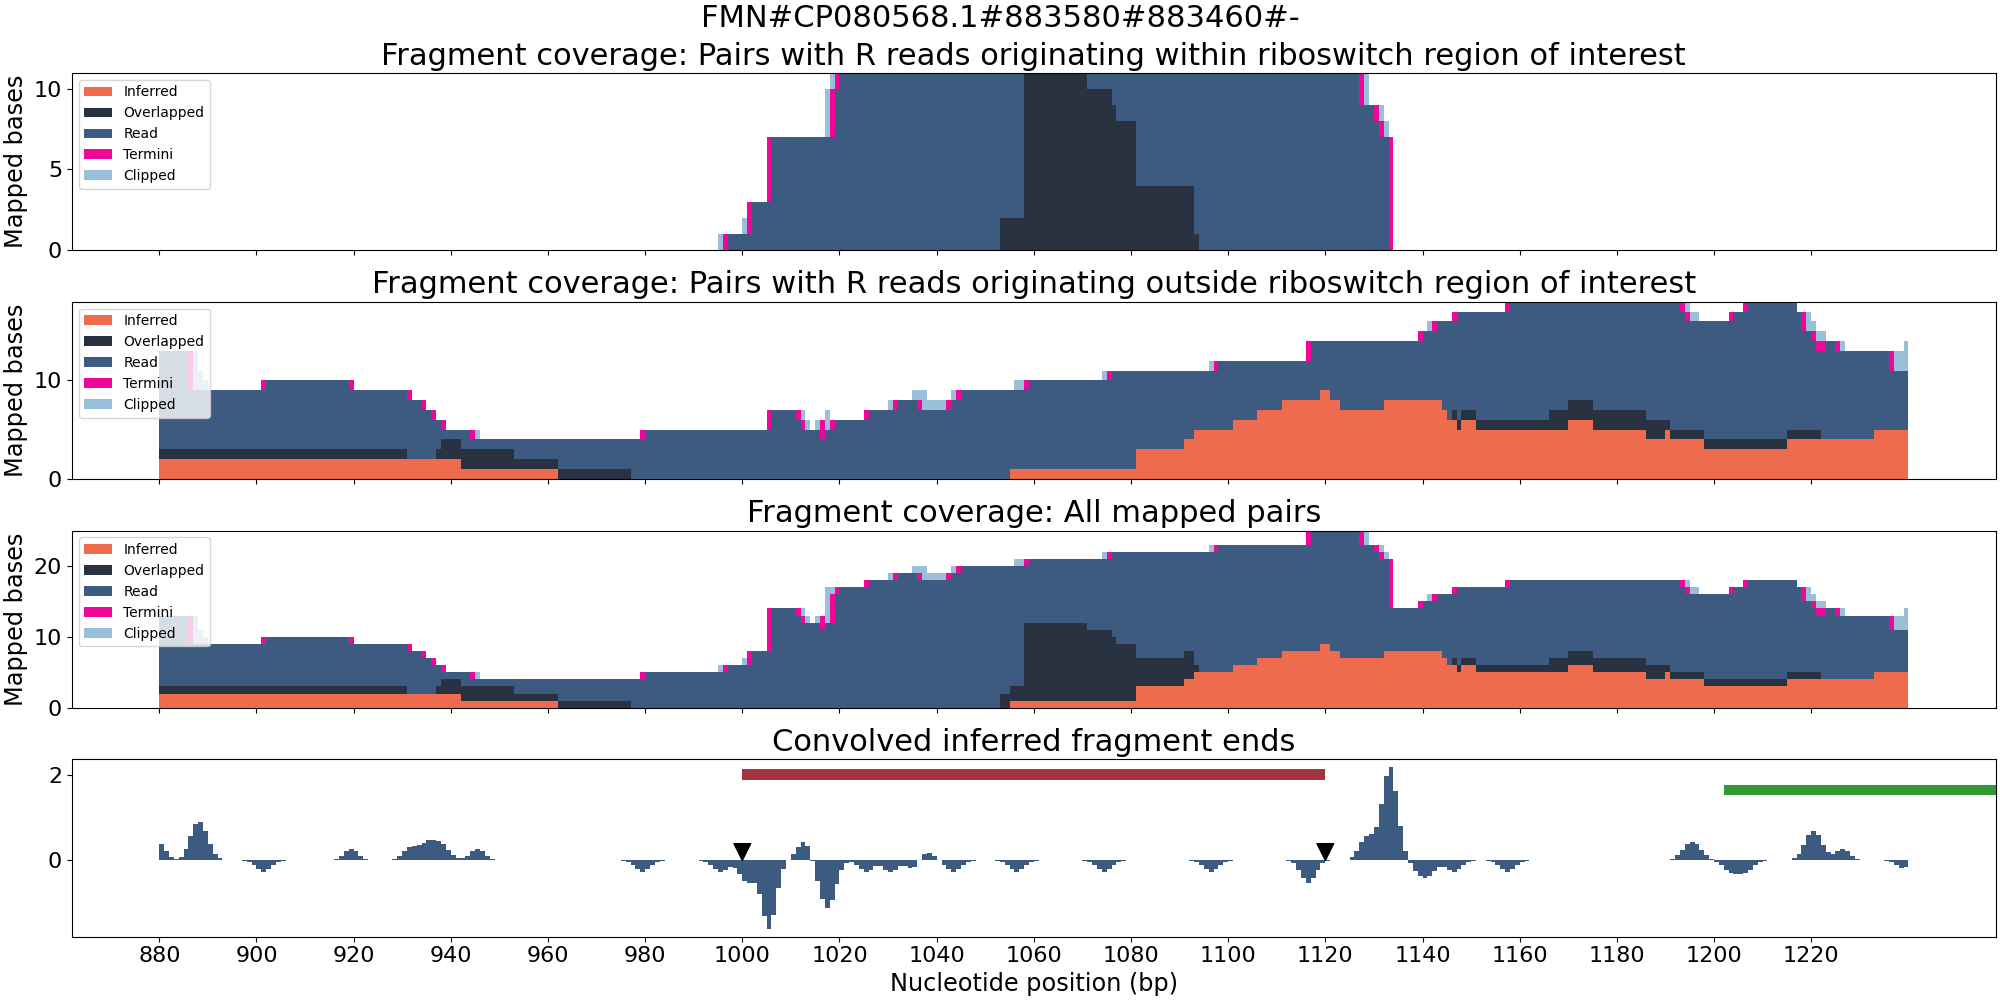 FMN#CP080568.1#883580#883460#-
Fragment coverage: Pairs with R reads originating within riboswitch region of interest
Mapped bases
10
5
0
Inferred
Overlapped
Read
Termini
Clipped
Fragment coverage: Pairs with R reads originating outside riboswitch region of interest
Mapped bases
10
0
Inferred
Overlapped
Read
Termini
Clipped
Fragment coverage: All mapped pairs
Mapped bases
20
10
0
Inferred
Overlapped
Read
Termini
Clipped
Convolved inferred fragment ends
2
0
880 900 920 940 960 980 1000 1020 1040 1060 1080 1100 1120 1140 1160 1180 1200 1220
Nucleotide position (bp)